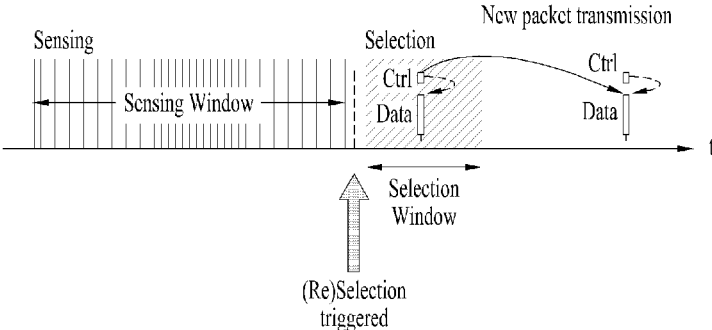 New packet transmission
Sensing
Selection
Ctrl
Ctrl
Sensing Window
Data
Data
t
Selection
Window
(Re)Selection
triggered